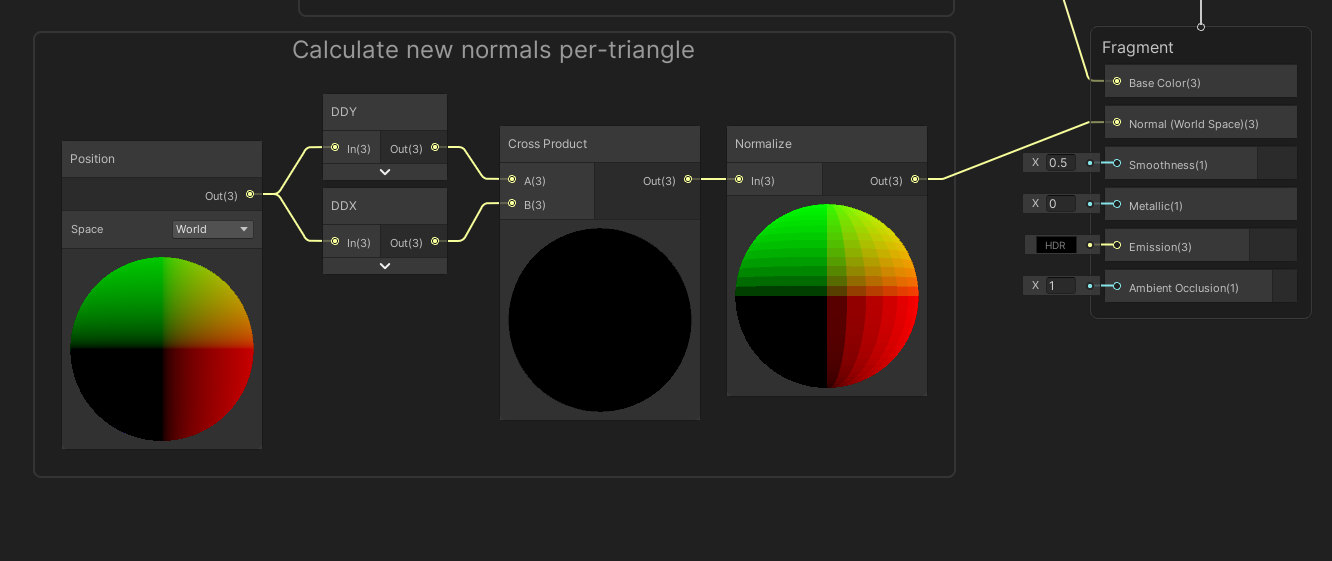 Calculate new normals per-triangle
Position
Out(3)
Space
World
DDY
In(3)
Out(3)
DDX
In(3)
Out(3)
Cross Product
A(3)
Out(3)
B(3)
Normalize
In(3)
Out(3)
Fragment
Base Color(3)
Normal (World Space)(3)
X 0.5
Smoothness(1)
X 0
Metallic(1)
HDR
Emission(3)
X 1
Ambient Occlusion(1)